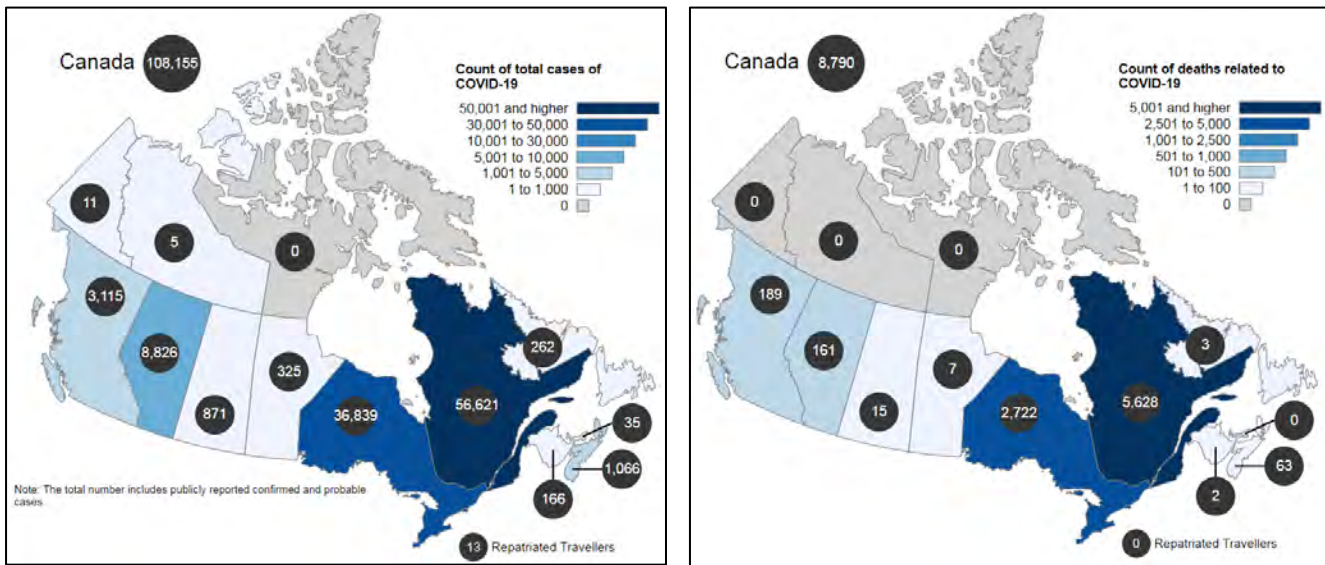 Canada 108,155
Count of total cases of
COVID-19
50,001 and higher
30,001 to 50,000
10,001 to 30,000
5,001 to 10,000
1,001 to 5,000
1 to 1,000
0
11
5
0
3,115
8,826
871
325
36,839
56,621
262
35
1,066
166
Note: The total number includes publicly reported confirmed and probable
cases
13 Repatriated Travellers
Canada 8,790
Count of deaths related to
COVID-19
5,001 and higher
2,501 to 5,000
1,001 to 2,500
501 to 1,000
101 to 500
1 to 100
0
0
0
0
189
161
15
7
2,722
5,628
3
0
63
2
0 Repatriated Travellers